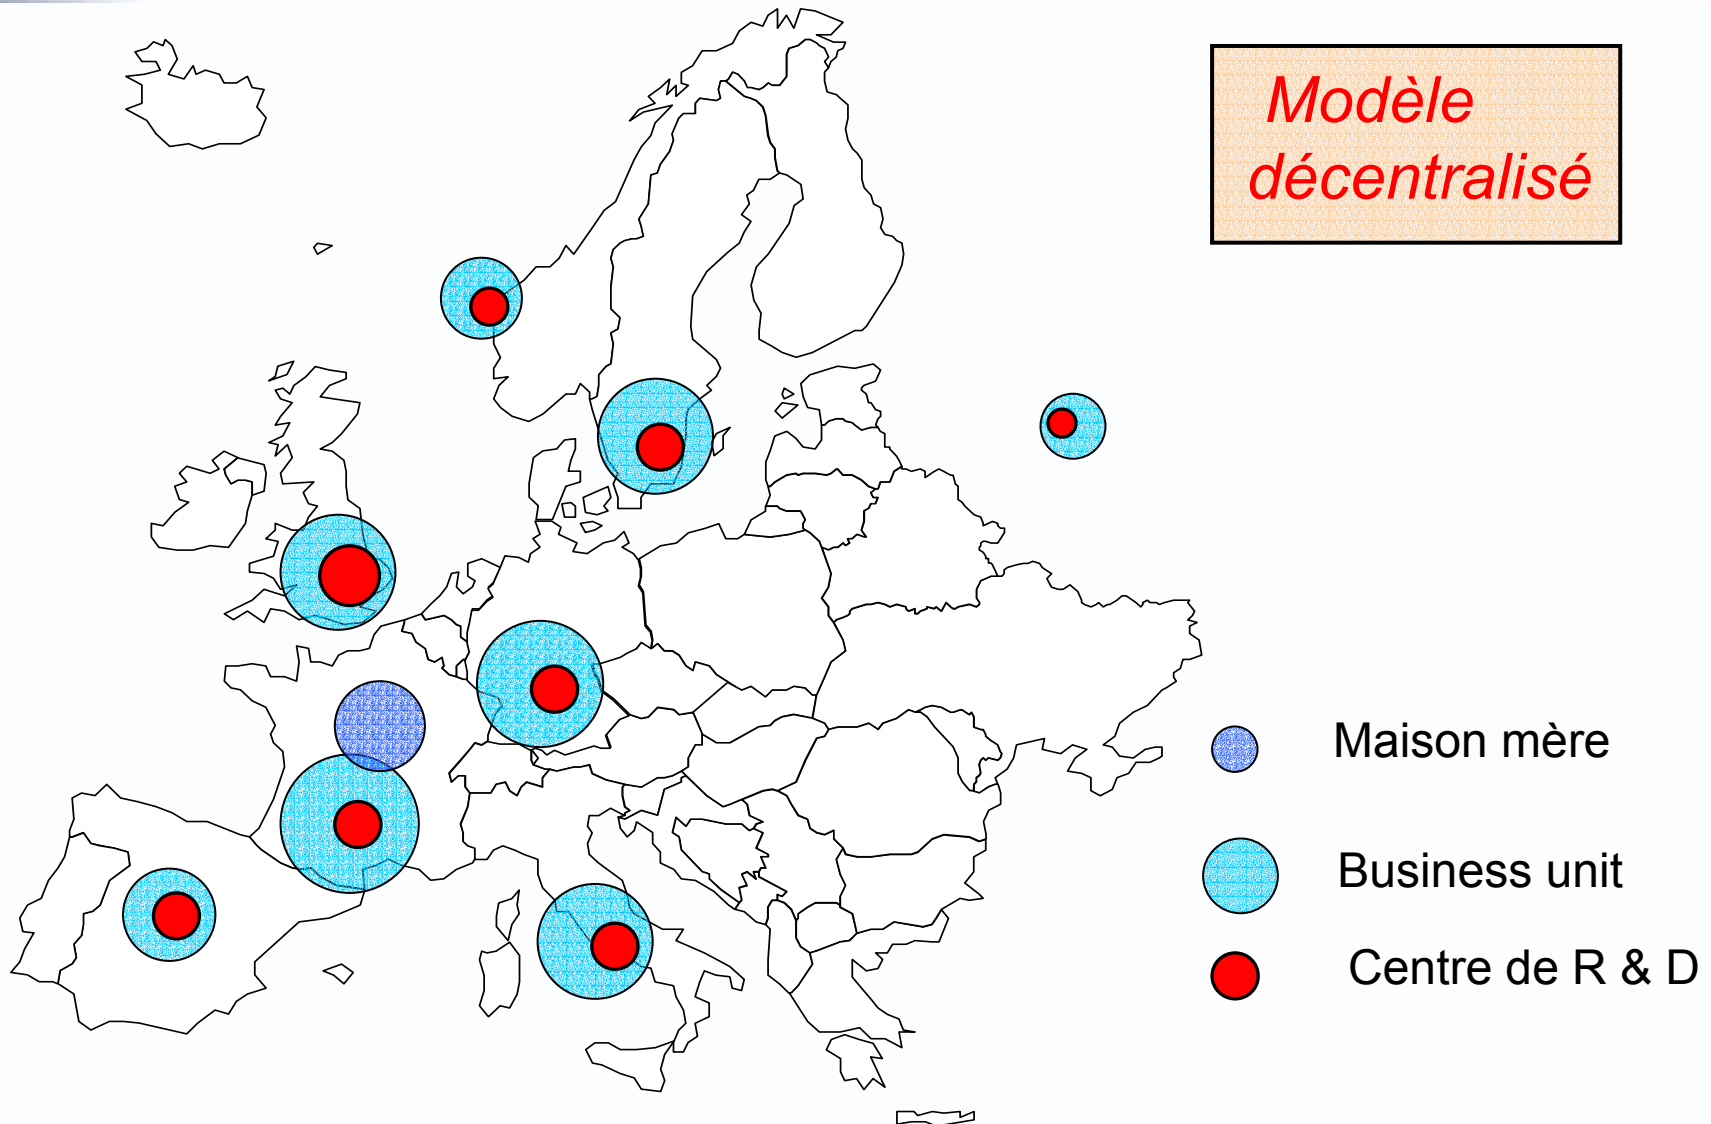 Modèle
décentralisé
Maison mère
Business unit
Centre de R & D